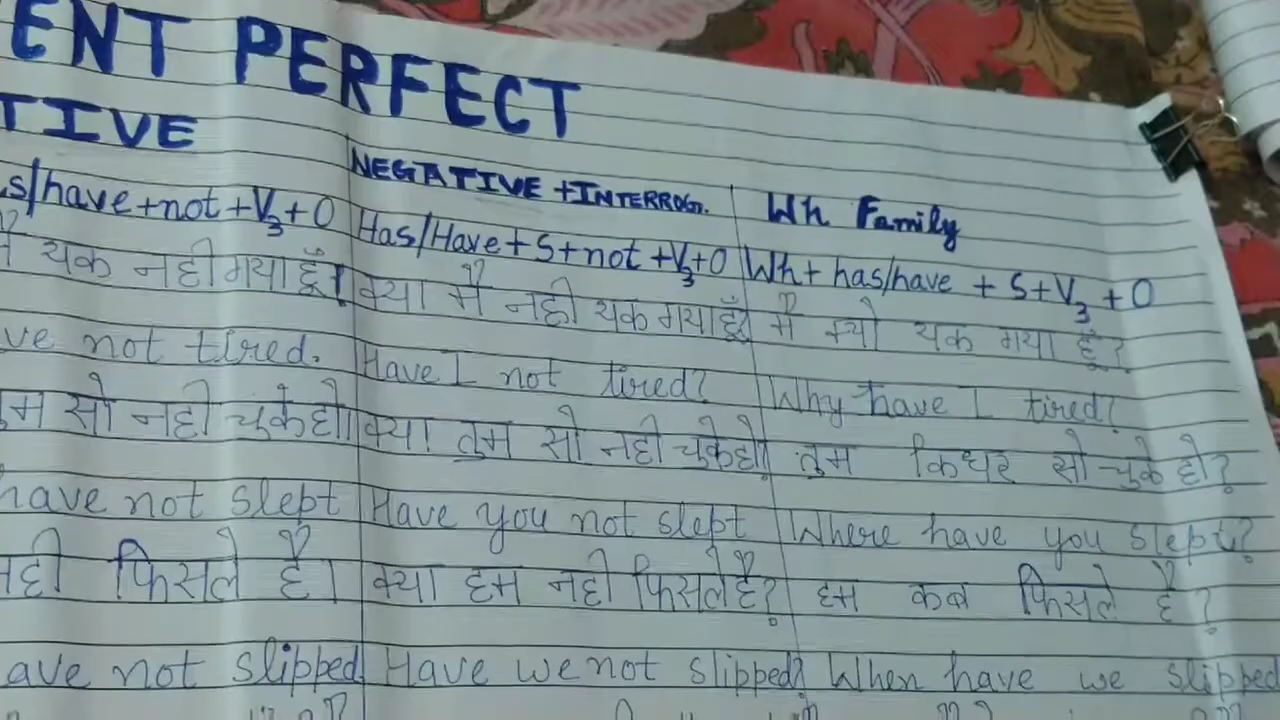 ENT PERFECT
TIVE
NEGATIVE + INTERROG.
Wh Family
s/have+not+V3+O
Has/Have+S+not+V3+O
Wh+ has/have + S+V3 +O
थक नही गया हूँ।
क्या मैं नही थक गया हूँ
मैं क्यो थक गया हूँ?
ve not tired.
Have I not tired?
Why have I tired?
म सो नही चुके हो
क्या तुम सो नही चुके हो?
तुम किधर सो चुके हो?
have not slept
Have you not slept
Where have you slept?
नही फिसले हैं।
क्या हम नही फिसले हैं?
हम कब फिसले हैं?
ave not slipped
Have we not slipped?
When have we slipped